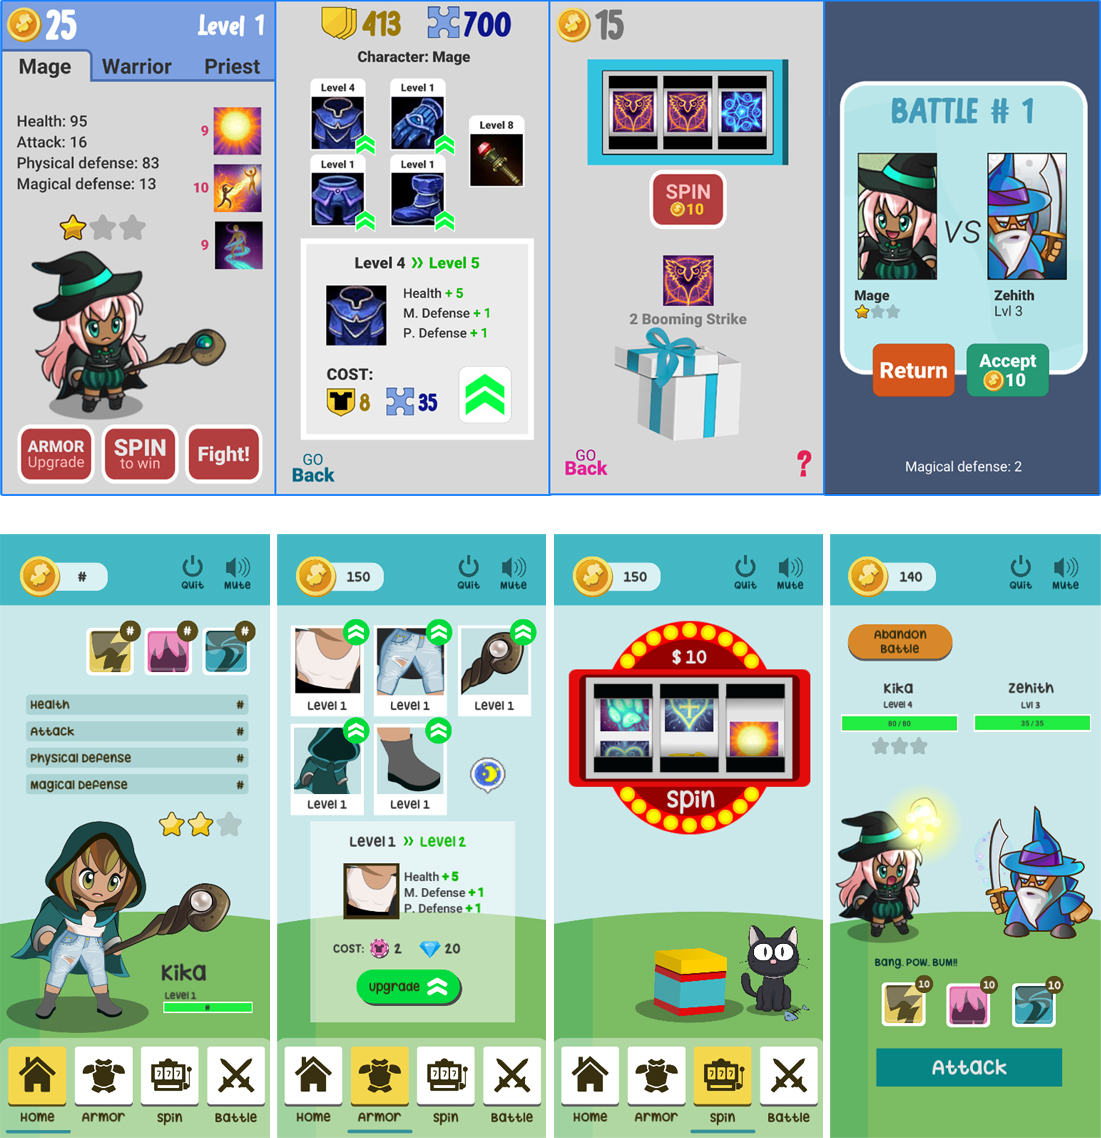 25
Level 1
Mage
Warrior
Priest
Health: 95
Attack: 16
Physical defense: 83
Magical defense: 13
9
10
9
ARMOR
Upgrade
SPIN
to win
Fight!
413
700
Character: Mage
Level 4
Level 1
Level 8
Level 1
Level 1
Level 4 » Level 5
Health + 5
M. Defense + 1
P. Defense + 1
COST:
8
35
GO
Back
15
SPIN
10
2 Booming Strike
GO
Back
?
BATTLE # 1
VS
Mage
Zehith
Lvl 3
Return
Accept
10
Magical defense: 2
#
Quit
Mute
#
#
#
Health #
Attack #
Physical Defense #
Magical Defense #
Kika
Level 1
#
Home
Armor
Spin
Battle
150
Quit
Mute
Level 1
Level 1
Level 1
Level 1
Level 1
Level 1 » Level 2
Health +5
M. Defense +1
P. Defense +1
COST: 2 20
upgrade
Home
Armor
Spin
Battle
150
Quit
Mute
$ 10
spin
Home
Armor
Spin
Battle
140
Quit
Mute
Abandon
Battle
Kika
Level 4
80 / 80
Zehith
Lvl 3
35 / 35
Bang. Pow. Bum!!
10
10
10
Attack